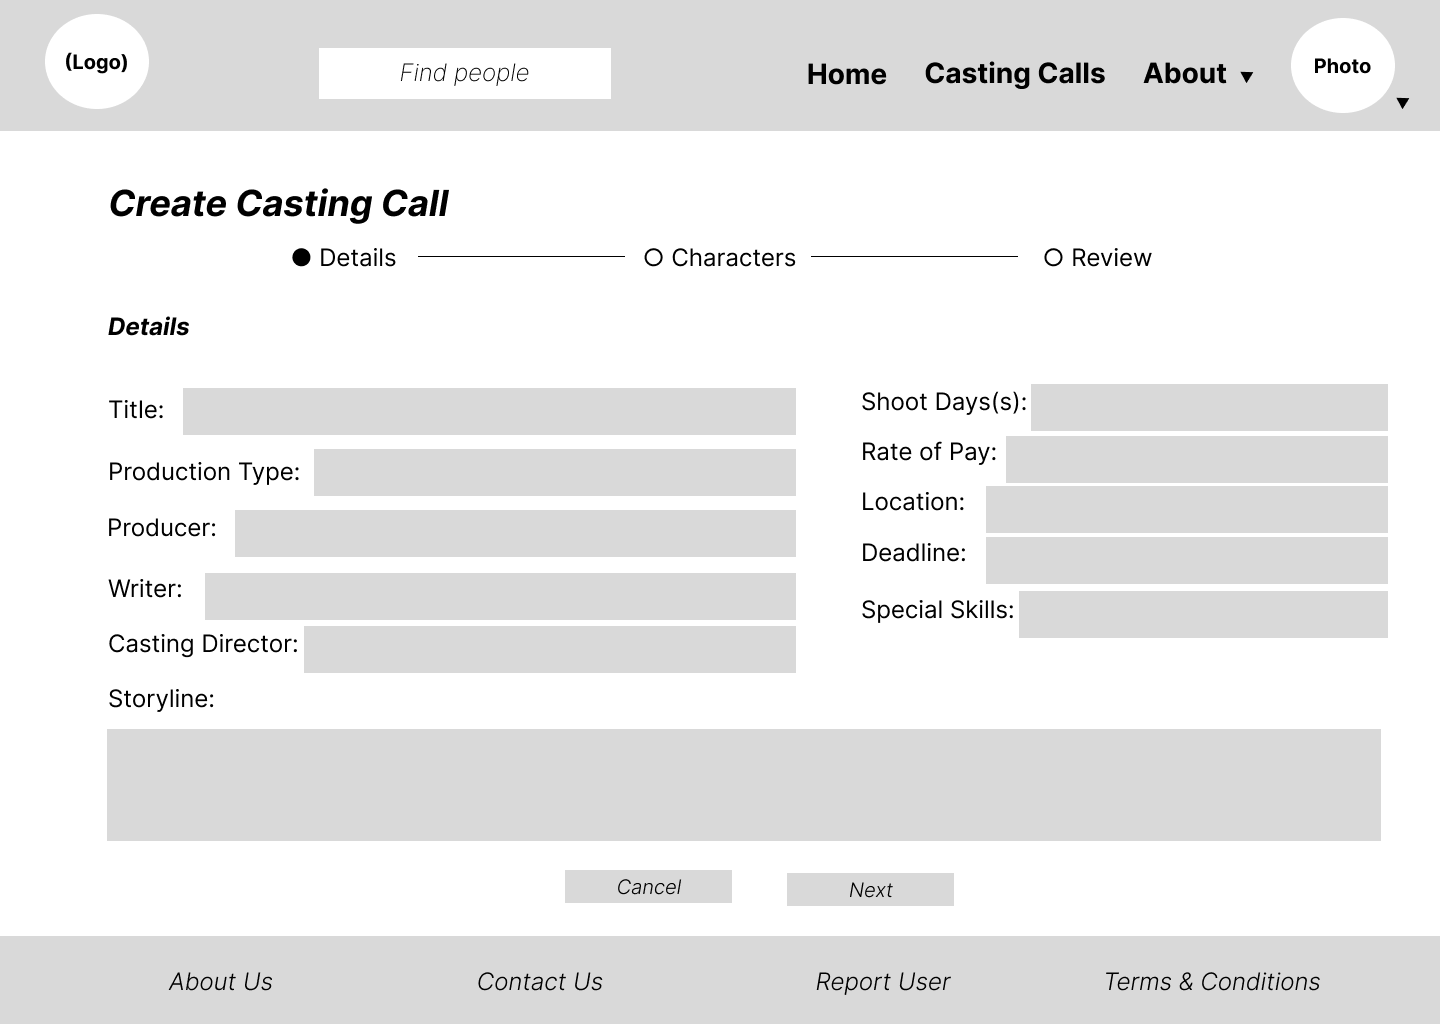 (Logo)
Find people
Home
Casting Calls
About ▼
Photo
▼
Create Casting Call
Details
Characters
Review
Details
Title:
Production Type:
Producer:
Writer:
Casting Director:
Storyline:
Shoot Days(s):
Rate of Pay:
Location:
Deadline:
Special Skills:
Cancel
Next
About Us
Contact Us
Report User
Terms & Conditions